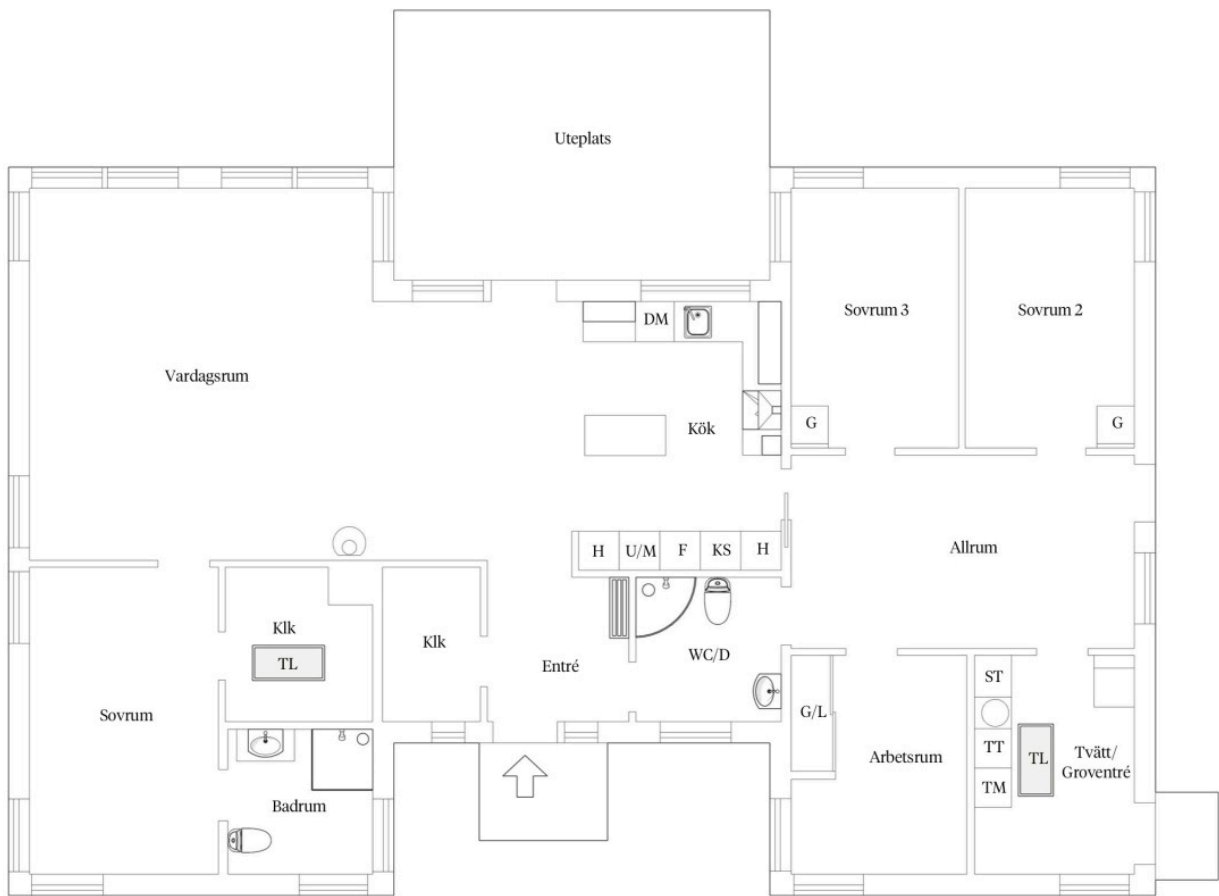 Uteplats
DM
Sovrum 3
Sovrum 2
Vardagsrum
G
Kök
G
H
U/M
F
KS
H
Allrum
Klk
TL
Klk
Entré
WC/D
Sovrum
G/L
ST
TT
TM
TL
Tvätt/
Groventré
Arbetsrum
Badrum